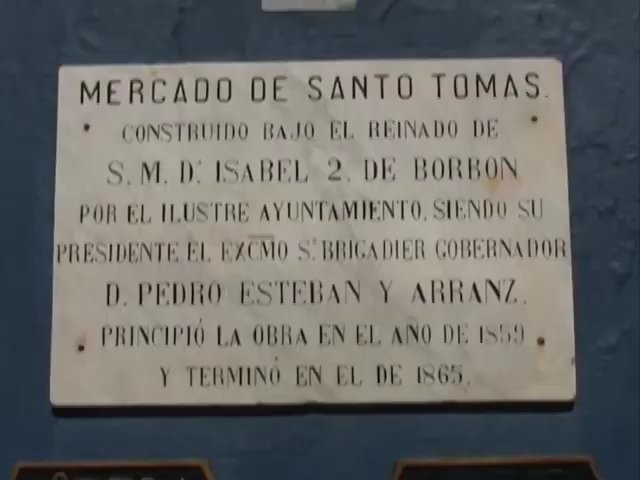 MERCADO DE SANTO TOMAS.
CONSTRUIDO BAJO EL REINADO DE
S. M. Dª. ISABEL 2. DE BORBON
POR EL ILUSTRE AYUNTAMIENTO, SIENDO SU
PRESIDENTE EL EXCMO Sʳ. BRIGADIER GOBERNADOR
D. PEDRO ESTEBAN Y ARRANZ.
PRINCIPIÓ LA OBRA EN EL AÑO DE 1859
Y TERMINÓ EN EL DE 1865.